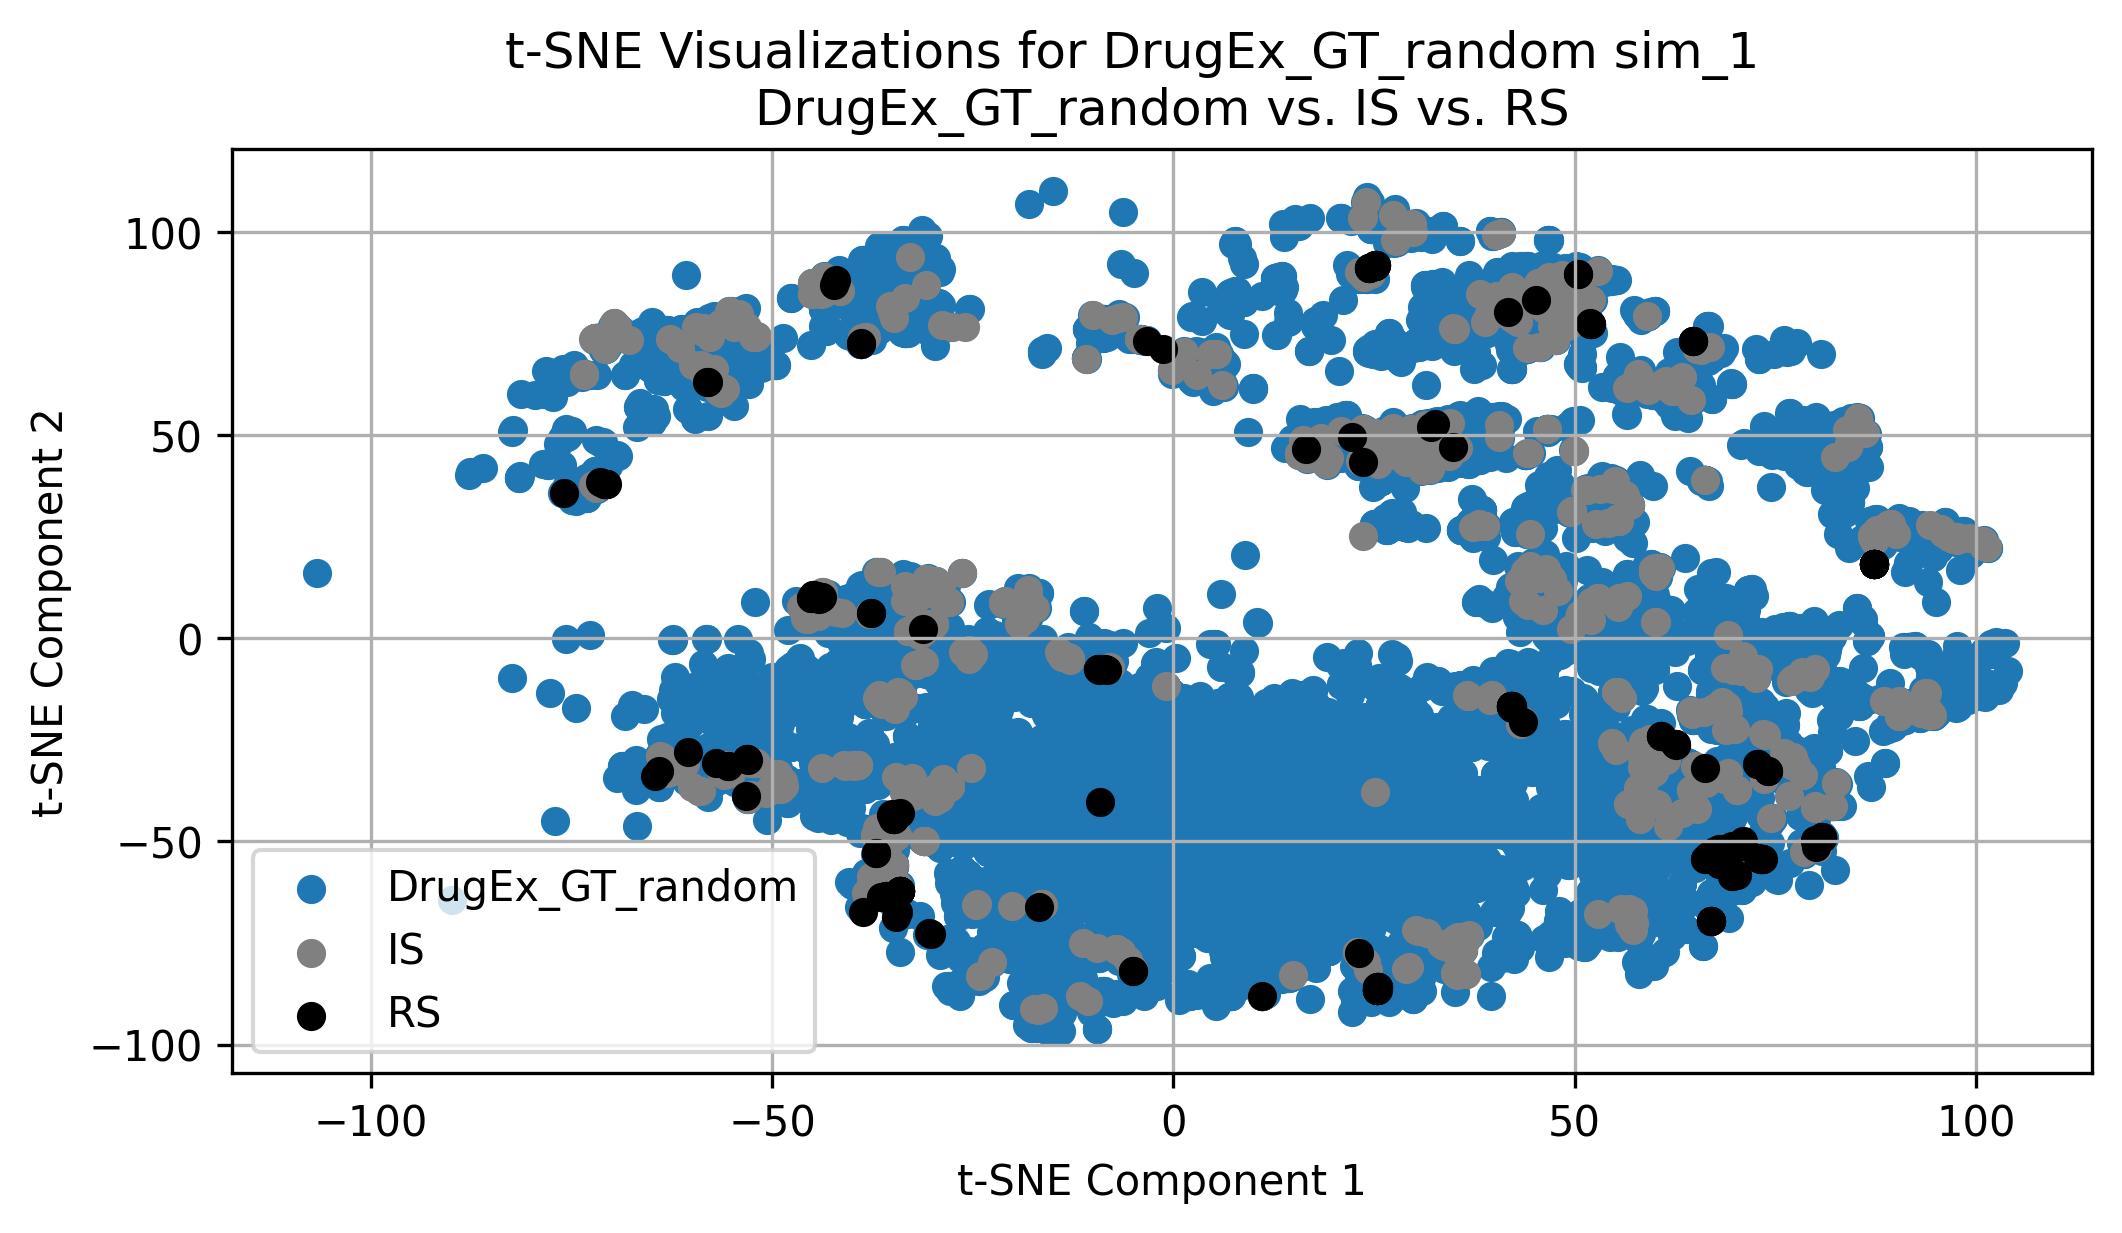 t-SNE Visualizations for DrugEx_GT_random sim_1
DrugEx_GT_random vs. IS vs. RS
t-SNE Component 2
100
50
0
−50
−100
DrugEx_GT_random
IS
RS
−100
−50
0
50
100
t-SNE Component 1